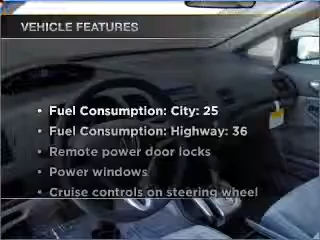 VEHICLE FEATURES
• Fuel Consumption: City: 25
• Fuel Consumption: Highway: 36
• Remote power door locks
• Power windows
• Cruise controls on steering wheel